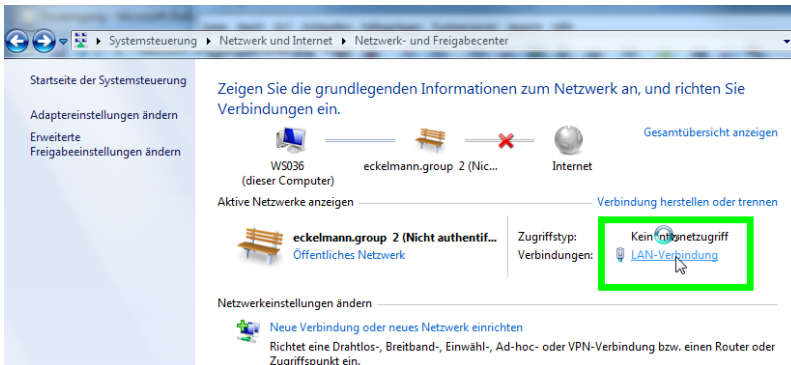 Systemsteuerung ▸ Netzwerk und Internet ▸ Netzwerk- und Freigabecenter
Startseite der Systemsteuerung
Adaptereinstellungen ändern
Erweiterte
Freigabeeinstellungen ändern
Zeigen Sie die grundlegenden Informationen zum Netzwerk an, und richten Sie
Verbindungen ein.
Gesamtübersicht anzeigen
WS036
(dieser Computer)
eckelmann.group 2 (Nic...
Internet
Aktive Netzwerke anzeigen
Verbindung herstellen oder trennen
eckelmann.group 2 (Nicht authentif...
Öffentliches Netzwerk
Zugriffstyp:
Kein Internetzugriff
Verbindungen:
LAN-Verbindung
Netzwerkeinstellungen ändern
Neue Verbindung oder neues Netzwerk einrichten
Richtet eine Drahtlos-, Breitband-, Einwähl-, Ad-hoc- oder VPN-Verbindung bzw. einen Router oder
Zugriffspunkt ein.